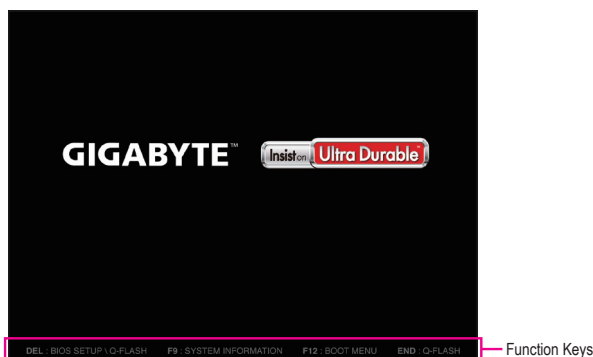 GIGABYTE™
Insist on Ultra Durable™
DEL : BIOS SETUP \ Q-FLASH F9 : SYSTEM INFORMATION F12 : BOOT MENU END : Q-FLASH
Function Keys